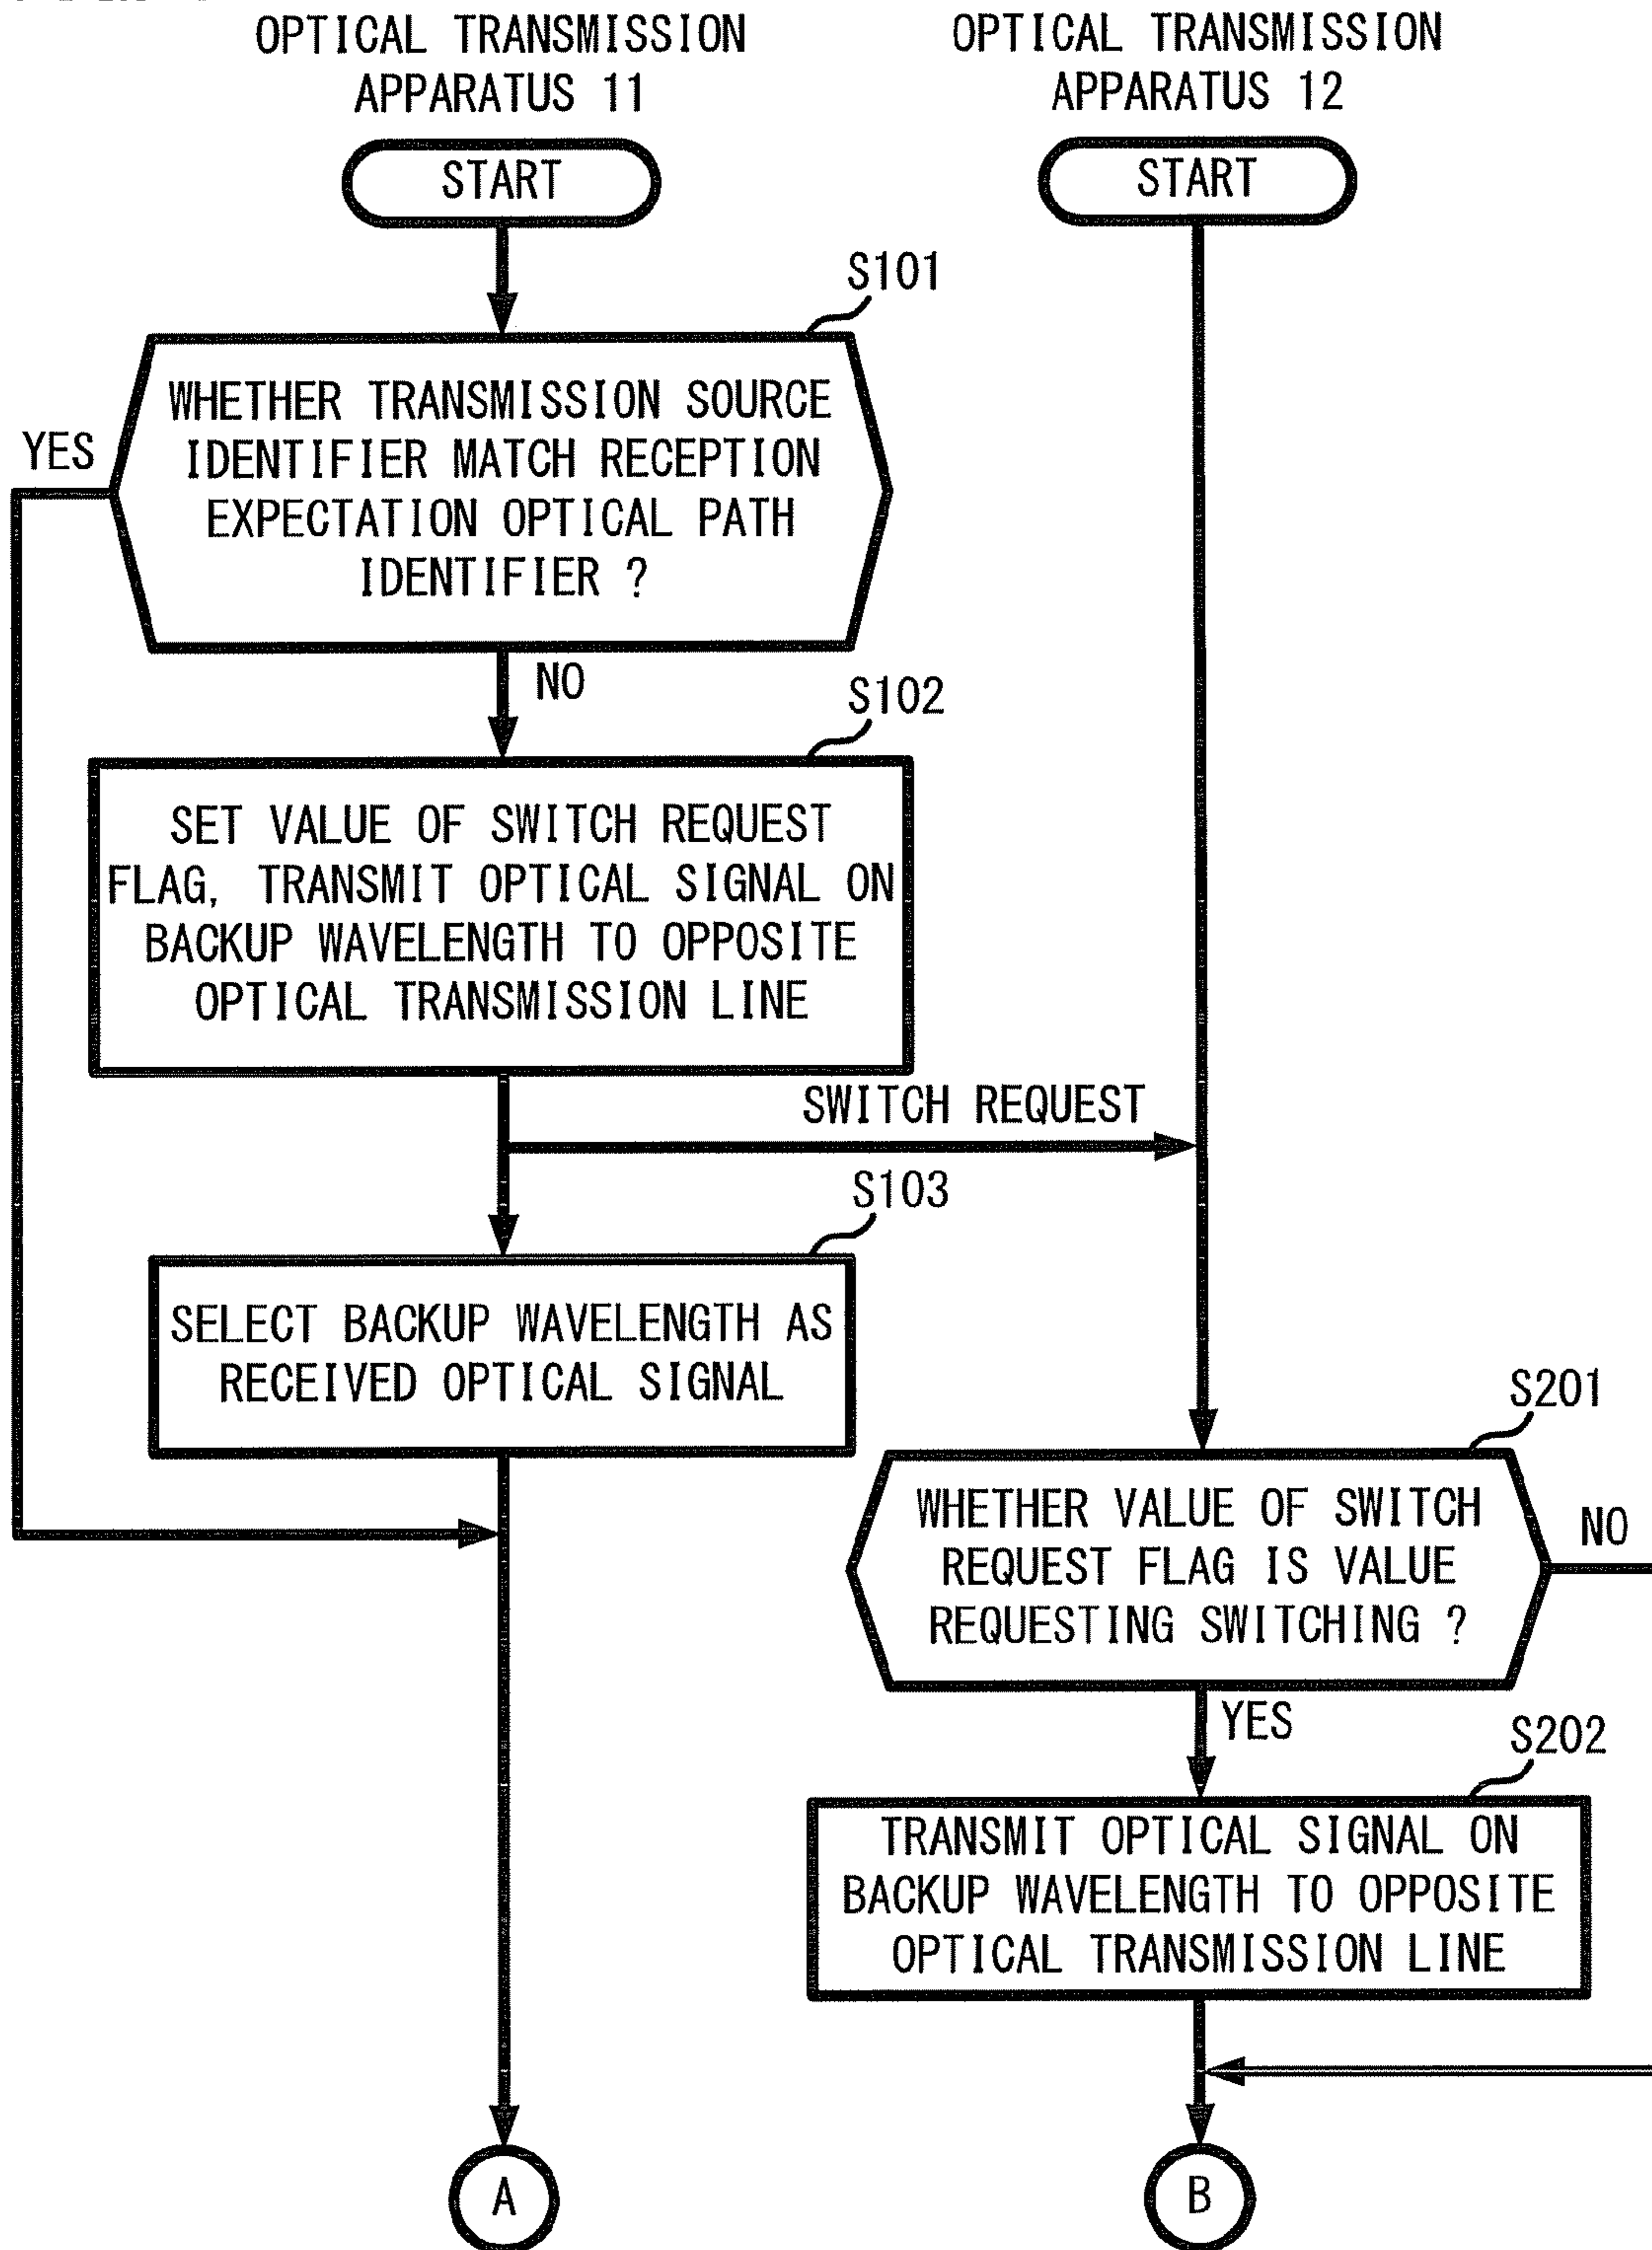 OPTICAL TRANSMISSION
APPARATUS 11
OPTICAL TRANSMISSION
APPARATUS 12
START
START
S101
WHETHER TRANSMISSION SOURCE
IDENTIFIER MATCH RECEPTION
EXPECTATION OPTICAL PATH
IDENTIFIER ?
YES
NO
S102
SET VALUE OF SWITCH REQUEST
FLAG, TRANSMIT OPTICAL SIGNAL ON
BACKUP WAVELENGTH TO OPPOSITE
OPTICAL TRANSMISSION LINE
SWITCH REQUEST
S103
SELECT BACKUP WAVELENGTH AS
RECEIVED OPTICAL SIGNAL
S201
WHETHER VALUE OF SWITCH
REQUEST FLAG IS VALUE
REQUESTING SWITCHING ?
NO
YES
S202
TRANSMIT OPTICAL SIGNAL ON
BACKUP WAVELENGTH TO OPPOSITE
OPTICAL TRANSMISSION LINE
A
B